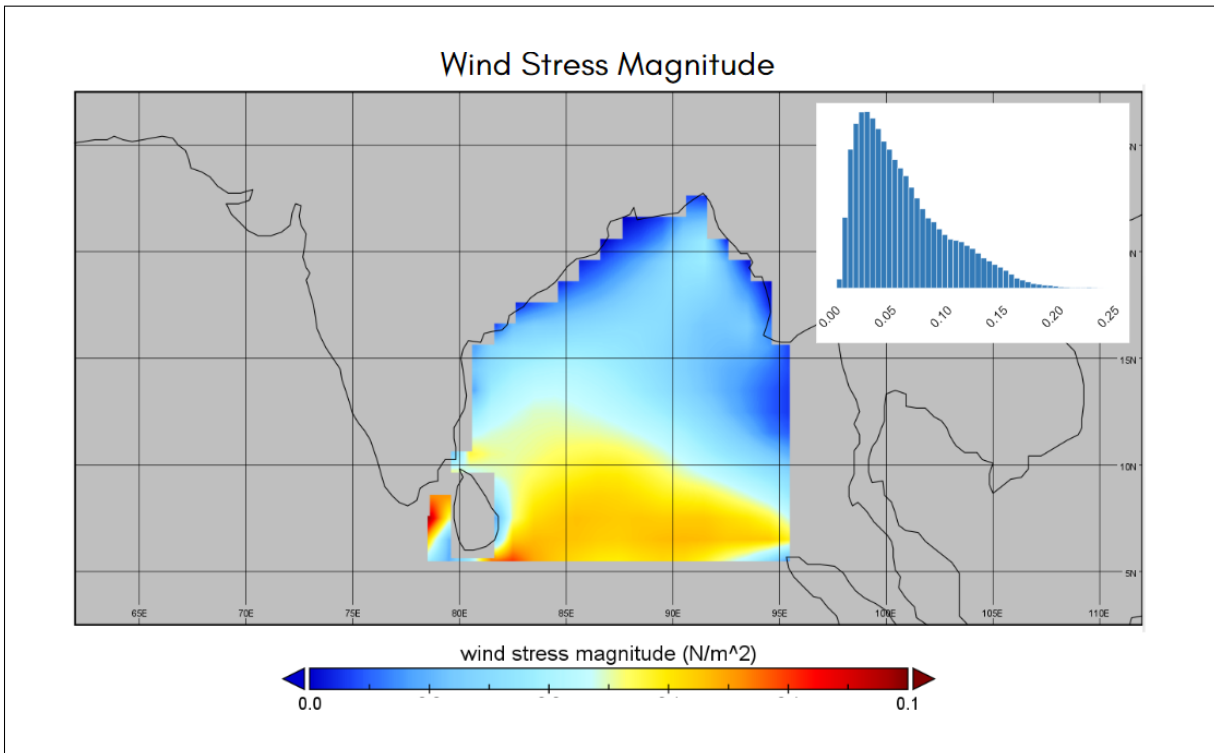 Wind Stress Magnitude
0.00 0.05 0.10 0.15 0.20 0.25
15N
10N
5N
65E 70E 75E 80E 85E 90E 95E 100E 105E 110E
wind stress magnitude (N/m^2)
0.0 0.1